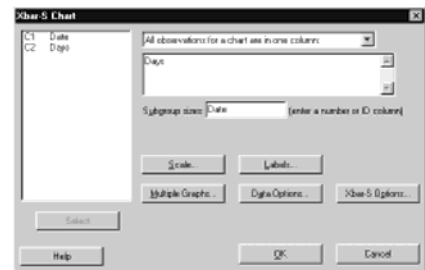 Xbar-S Chart
C1 Date
C2 Days
All observations for a chart are in one column:
Days
Subgroup sizes: Date (enter a number or ID column)
Scale... Labels...
Multiple Graphs... Data Options... Xbar-S Options...
Select
Help OK Cancel